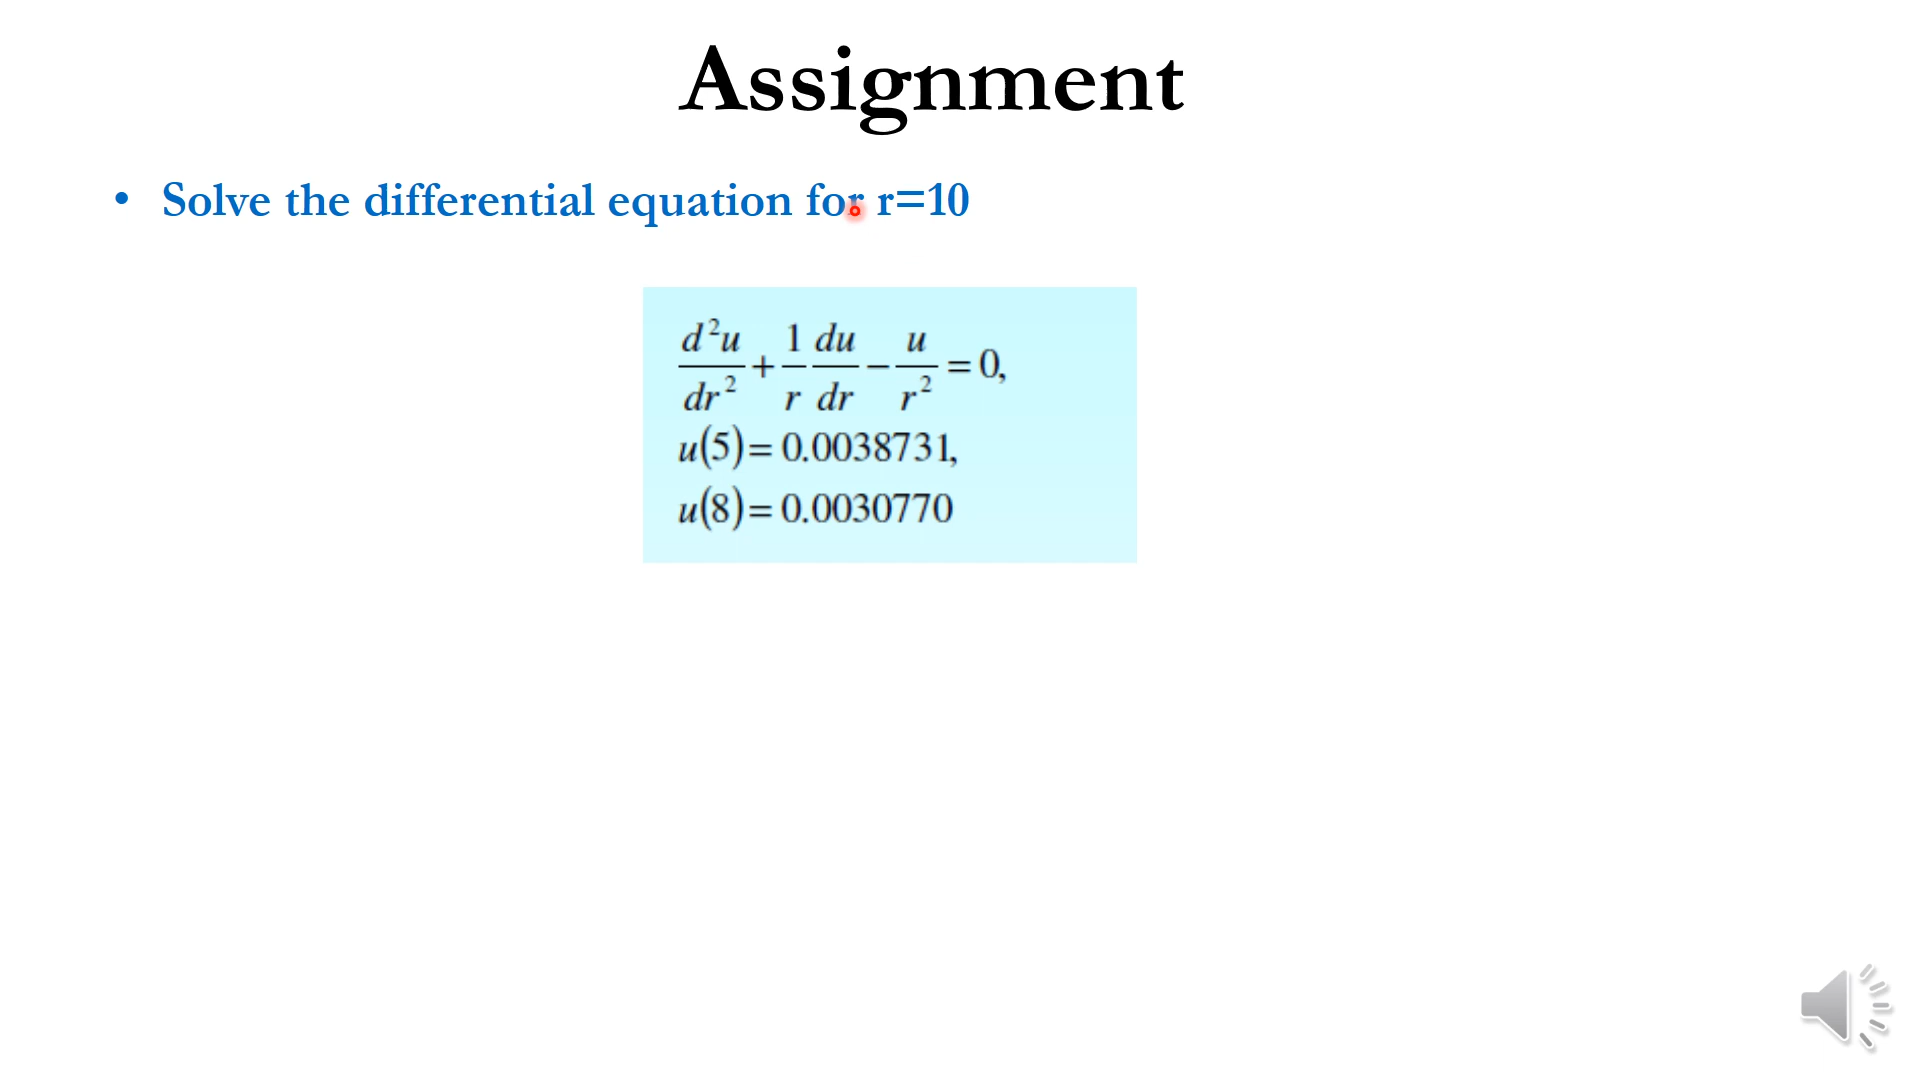 Assignment
• Solve the differential equation for r=10
d²u/dr² + 1/r du/dr − u/r² = 0,
u(5) = 0.0038731,
u(8) = 0.0030770